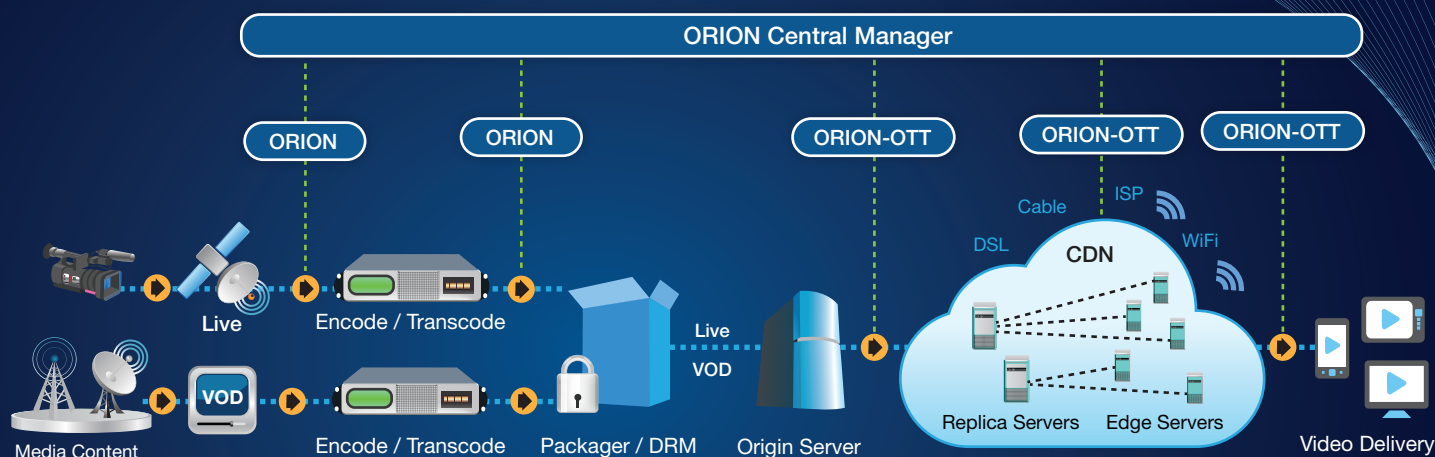 ORION Central Manager
ORION
ORION
ORION-OTT
ORION-OTT
ORION-OTT
ISP
Cable
DSL
WiFi
CDN
Live
Encode / Transcode
Live
VOD
VOD
Replica Servers
Edge Servers
Media Content
Encode / Transcode
Packager / DRM
Origin Server
Video Delivery